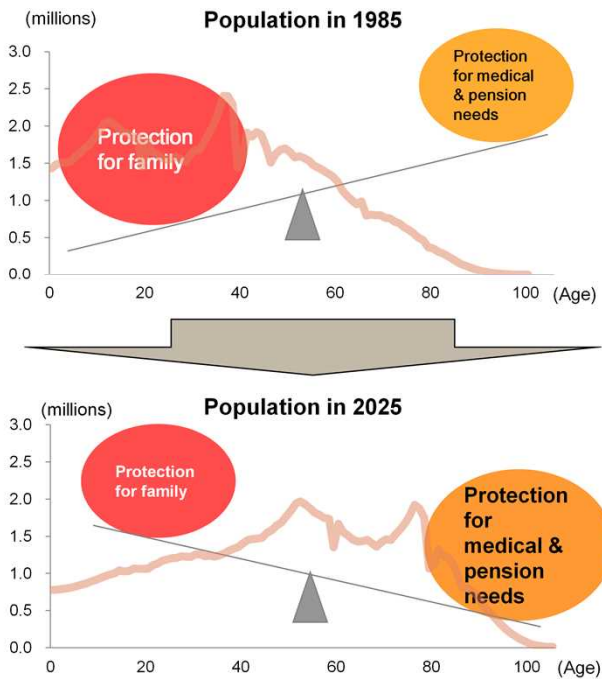 (millions)
Population in 1985
3.0
2.5
2.0
1.5
1.0
0.5
0.0
Protection
for family
Protection
for medical
& pension
needs
0 20 40 60 80 100 (Age)
(millions)
Population in 2025
3.0
2.5
2.0
1.5
1.0
0.5
0.0
Protection
for family
Protection
for
medical &
pension
needs
0 20 40 60 80 100 (Age)